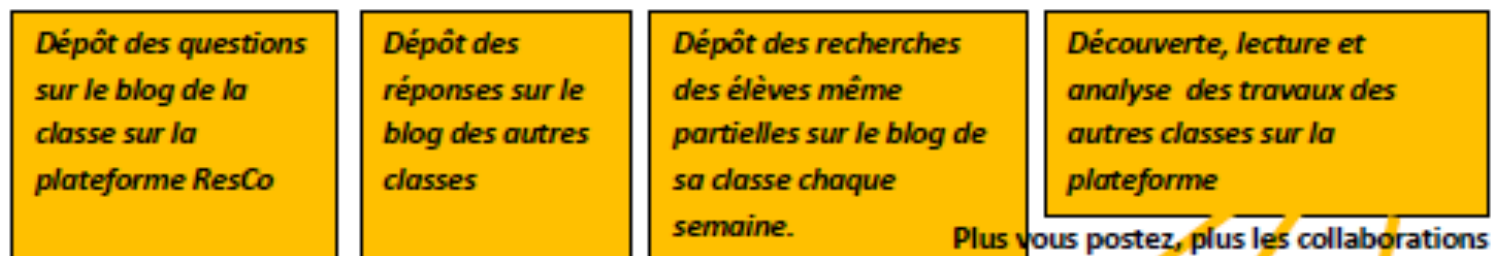 Dépôt des questions
sur le blog de la
classe sur la
plateforme ResCo
Dépôt des
réponses sur le
blog des autres
classes
Dépôt des recherches
des élèves même
partielles sur le blog de
sa classe chaque
semaine.
Découverte, lecture et
analyse des travaux des
autres classes sur la
plateforme
Plus vous postez, plus les collaborations